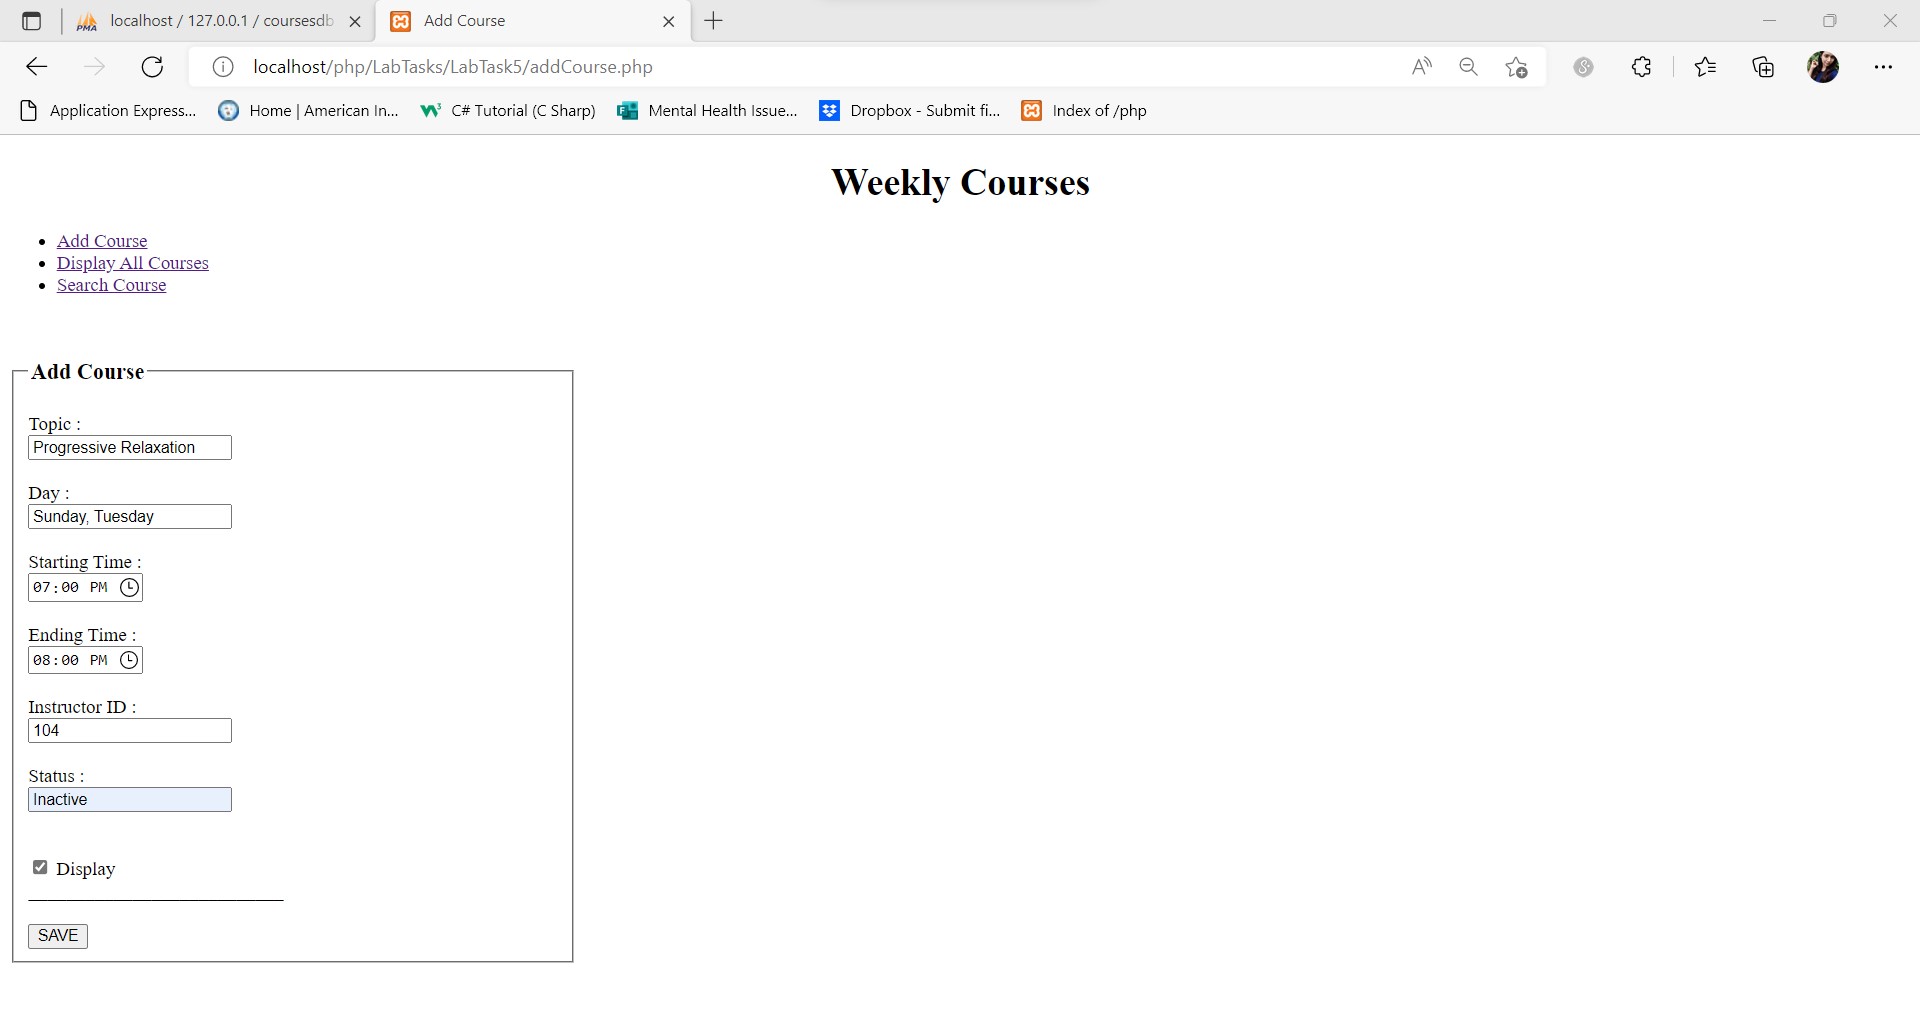 PMA
localhost / 127.0.0.1 / coursesdb
Add Course
localhost/php/LabTasks/LabTask5/addCourse.php
Application Express...
Home | American In...
C# Tutorial (C Sharp)
Mental Health Issue...
Dropbox - Submit fi...
Index of /php
Weekly Courses
Add Course
Display All Courses
Search Course
Add Course
Topic :
Progressive Relaxation
Day :
Sunday, Tuesday
Starting Time :
07:00 PM
Ending Time :
08:00 PM
Instructor ID :
104
Status :
Inactive
Display
SAVE